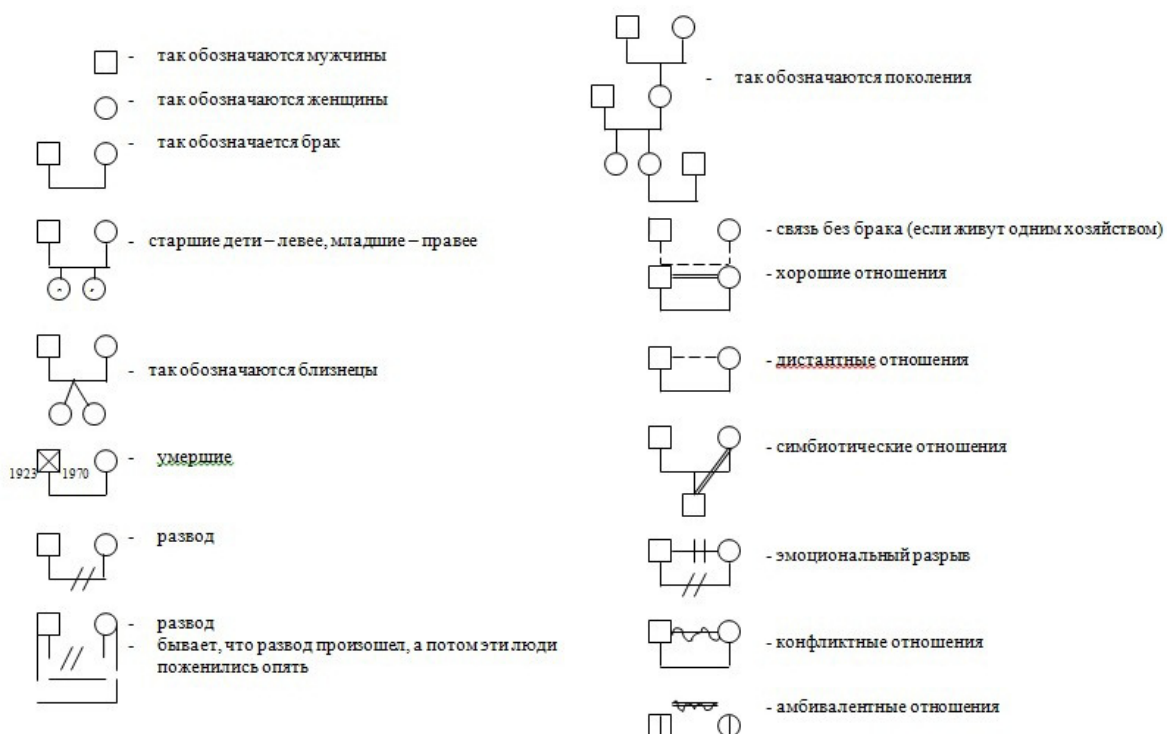 - так обозначаются мужчины
- так обозначаются женщины
- так обозначается брак
- старшие дети – левее, младшие – правее
- так обозначаются близнецы
1923 1970 - умершие
- развод
- развод
- бывает, что развод произошел, а потом эти люди
поженились опять
- так обозначаются поколения
- связь без брака (если живут одним хозяйством)
- хорошие отношения
- дистантные отношения
- симбиотические отношения
- эмоциональный разрыв
- конфликтные отношения
- амбивалентные отношения